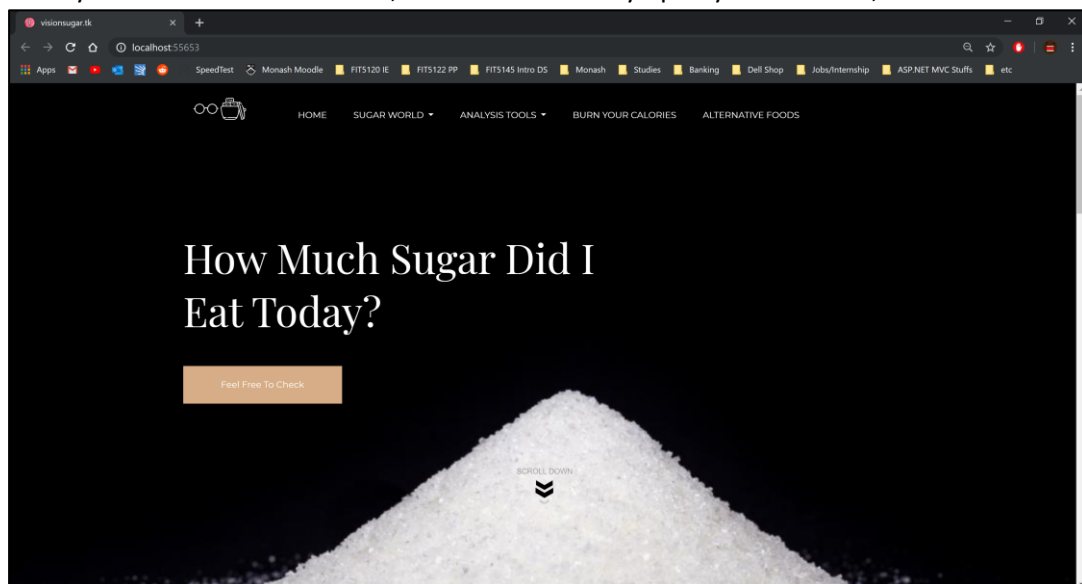 visionsugar.tk
localhost:55653
Apps SpeedTest Monash Moodle FIT5120 IE FIT5122 PP FIT5145 Intro DS Monash Studies Banking Dell Shop Jobs/Internship ASP.NET MVC Stuffs etc
HOME SUGAR WORLD ANALYSIS TOOLS BURN YOUR CALORIES ALTERNATIVE FOODS
How Much Sugar Did I
Eat Today?
Feel Free To Check
SCROLL DOWN